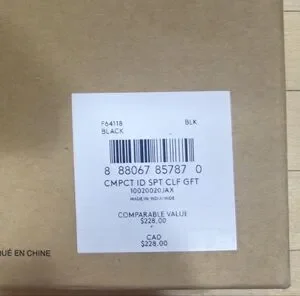 F64118 BLK
BLACK
8 88067 85787 0
CMPCT ID SPT CLF GFT
10020020JAX
MADE IN INDIA/INDE
COMPARABLE VALUE
$228.00
CAD
$228.00
QUÉ EN CHINE